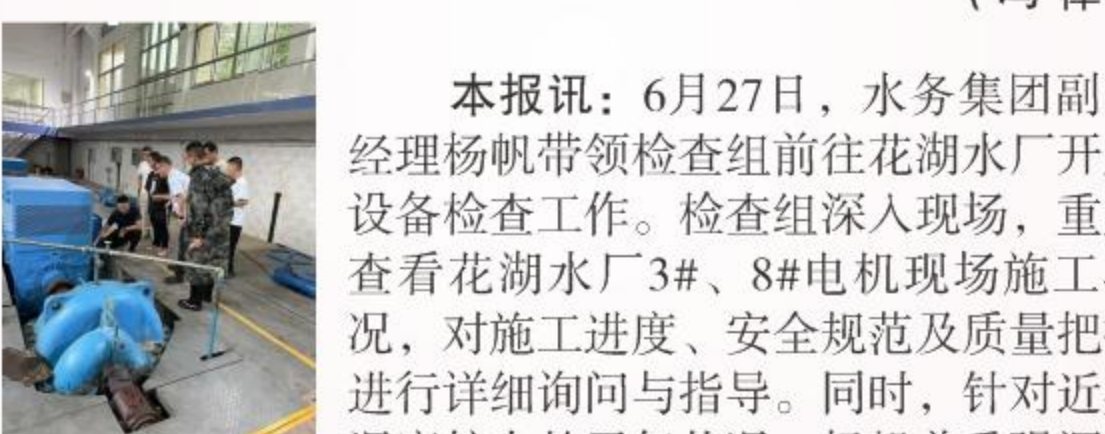 本报讯：6月27日，水务集团副
经理杨帆带领检查组前往花湖水厂开
设备检查工作。检查组深入现场，重
查看花湖水厂3#、8#电机现场施工
况，对施工进度、安全规范及质量把
进行详细询问与指导。同时，针对近